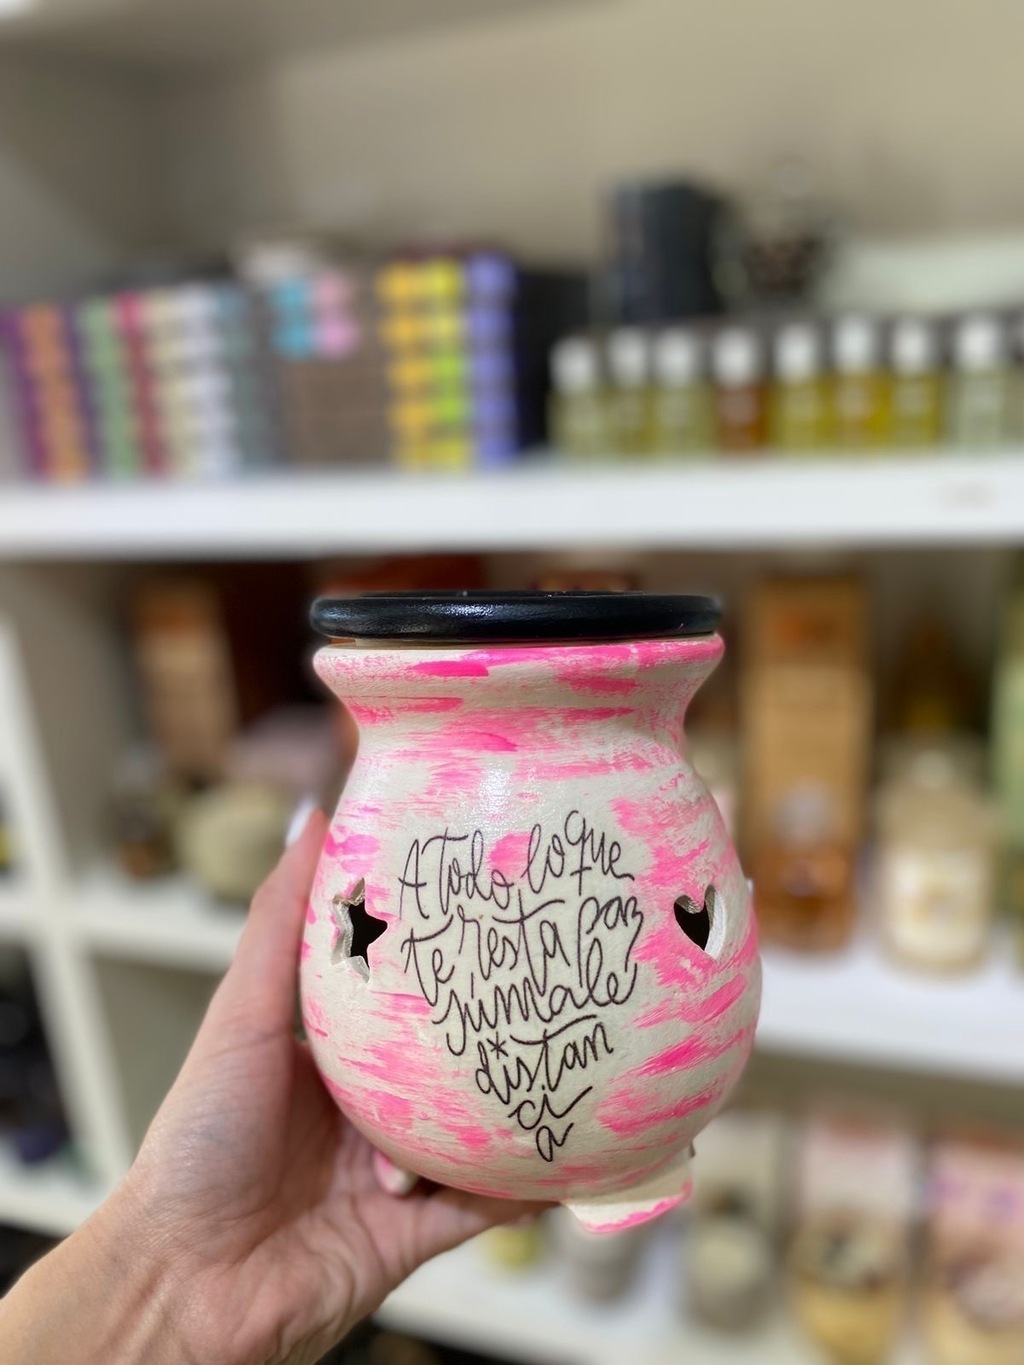 A todo lo que
te resta paz
súmale
distan
ci
a